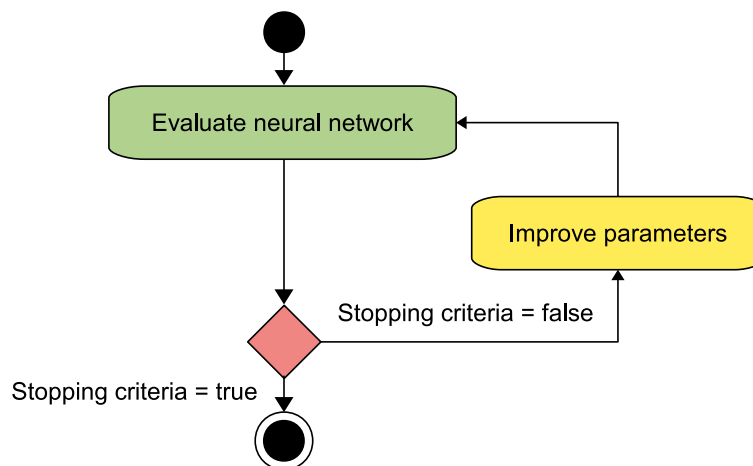 Evaluate neural network
Improve parameters
Stopping criteria = false
Stopping criteria = true